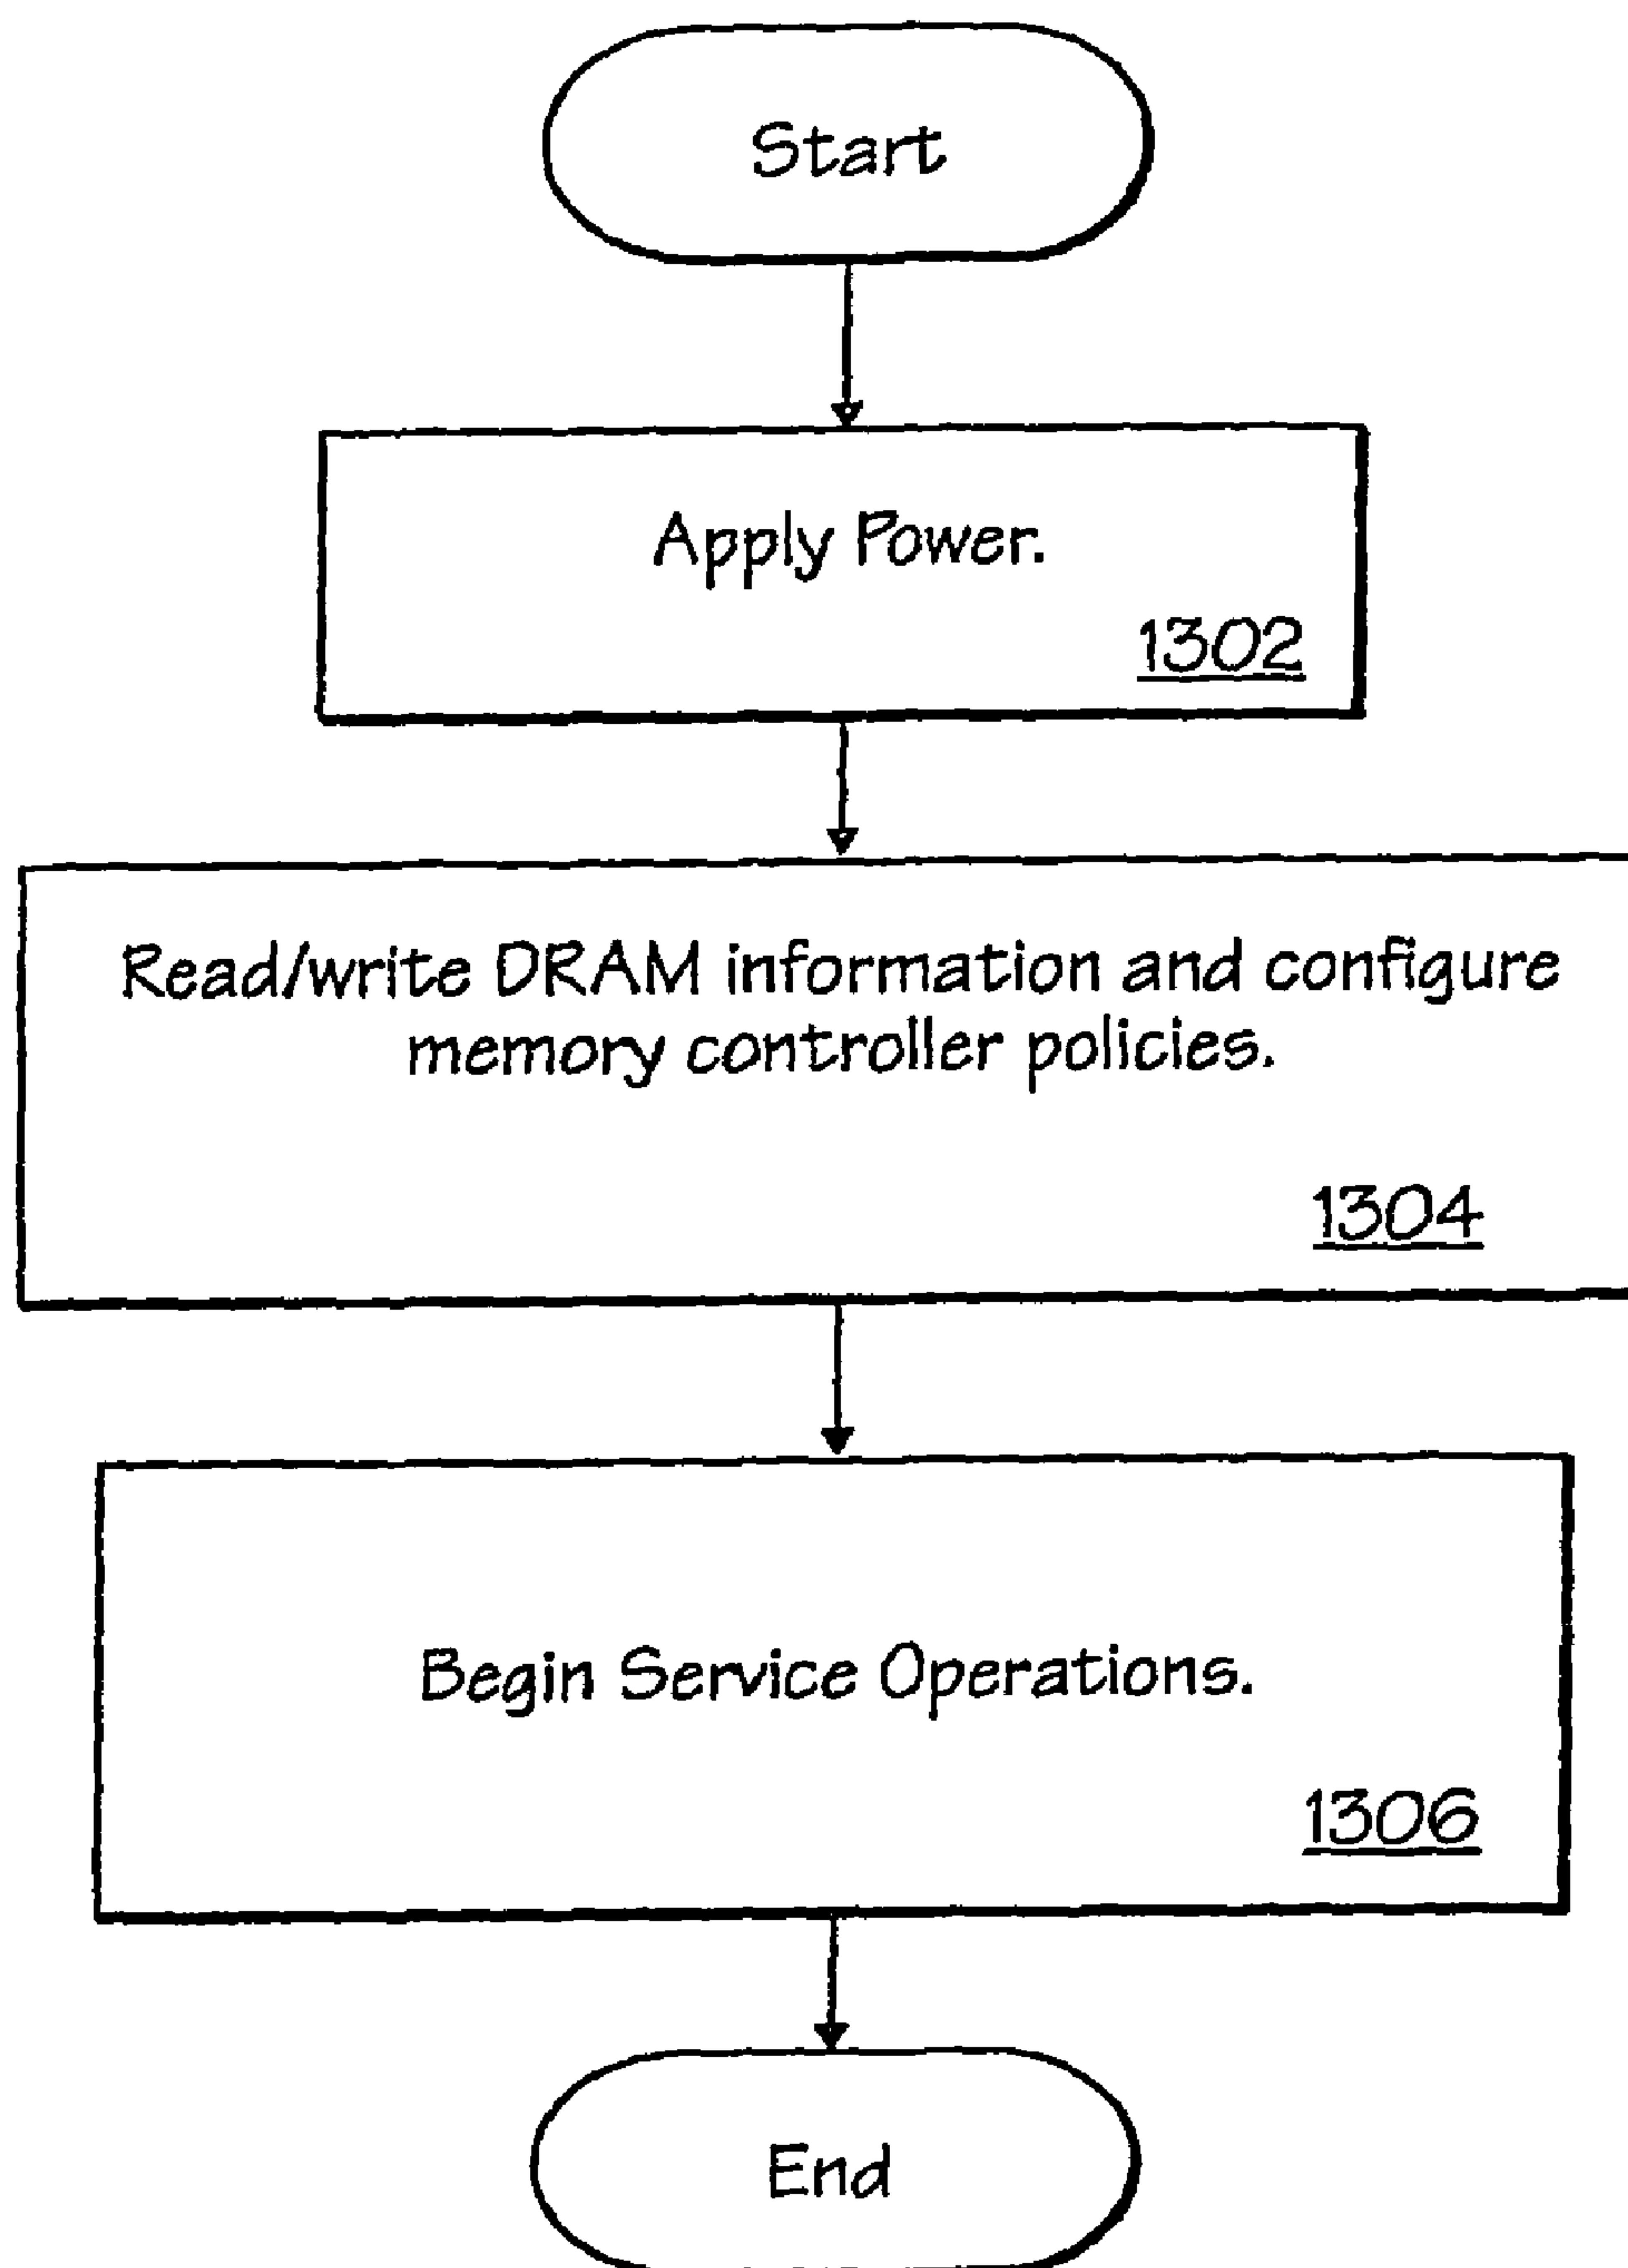 Start
Apply Power.
1302
Read/write DRAM information and configure
memory controller policies.
1304
Begin Service Operations.
1306
End